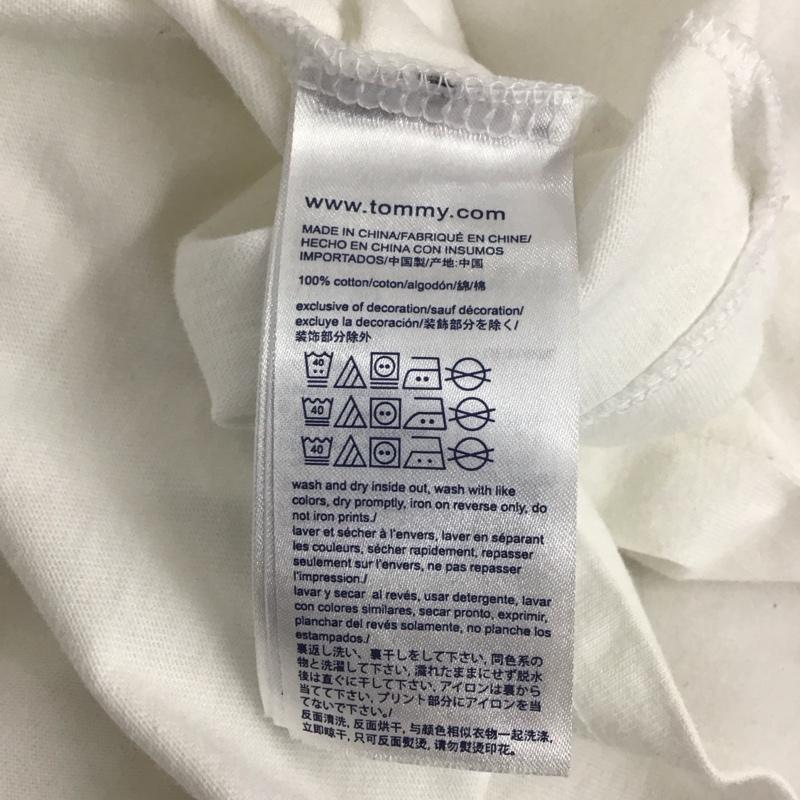 www.tommy.com
MADE IN CHINA/FABRIQUÉ EN CHINE/
HECHO EN CHINA CON INSUMOS
IMPORTADOS/中国製/产地:中国
100% cotton/coton/algodón/綿/棉
exclusive of decoration/sauf décoration/
excluye la decoración/装飾部分を除く/
装饰部分除外
40
40
40
wash and dry inside out, wash with like
colors, dry promptly, iron on reverse only, do
not iron prints./
laver et sécher à l'envers, laver en séparant
les couleurs, sécher rapidement, repasser
seulement sur l'envers, ne pas repasser
l'impression./
lavar y secar al revés, usar detergente, lavar
con colores similares, secar pronto, exprimir,
planchar del revés solamente, no planche los
estampados./
裏返し洗い、裏干しをして下さい, 同色系の
物と洗濯して下さい, 濡れたままにせず脱水
後は直ぐに干して下さい, アイロンは裏から
当てて下さい, プリント部分にアイロンを当
てないで下さい。/
反面清洗, 反面烘干, 与颜色相似衣物一起洗涤,
立即晾干, 只可反面熨烫, 请勿熨烫印花。